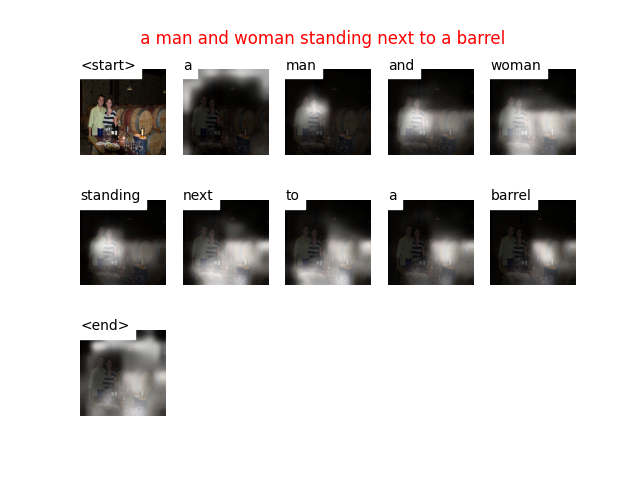 a man and woman standing next to a barrel
<start> a man and woman
standing next to a barrel
<end>